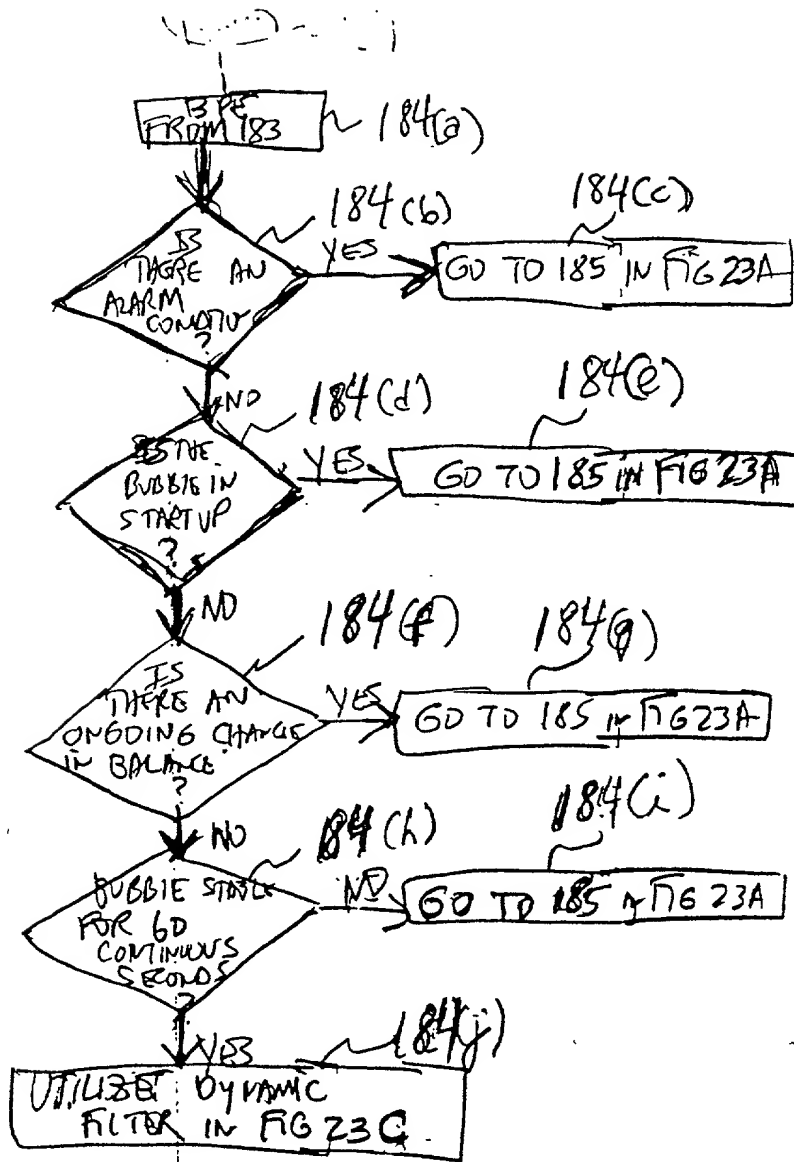 FROM 183
184(a)
184(b)
IS
THERE AN
ALARM
?
YES
184(c)
GO TO 185 IN FIG 23A
NO
184(d)
IS THE
BUBBLE IN
STARTUP
?
YES
184(e)
GO TO 185 IN FIG 23A
NO
184(f)
IS
THERE AN
ONGOING CHANGE
IN BALANCE
?
YES
184(g)
GO TO 185 IN FIG 23A
NO
184(h)
BUBBLE STABLE
FOR 60
CONTINUOUS
SECONDS
?
NO
184(i)
GO TO 185 IN FIG 23A
YES
184(j)
UTILIZE DYNAMIC
FILTER IN FIG 23C